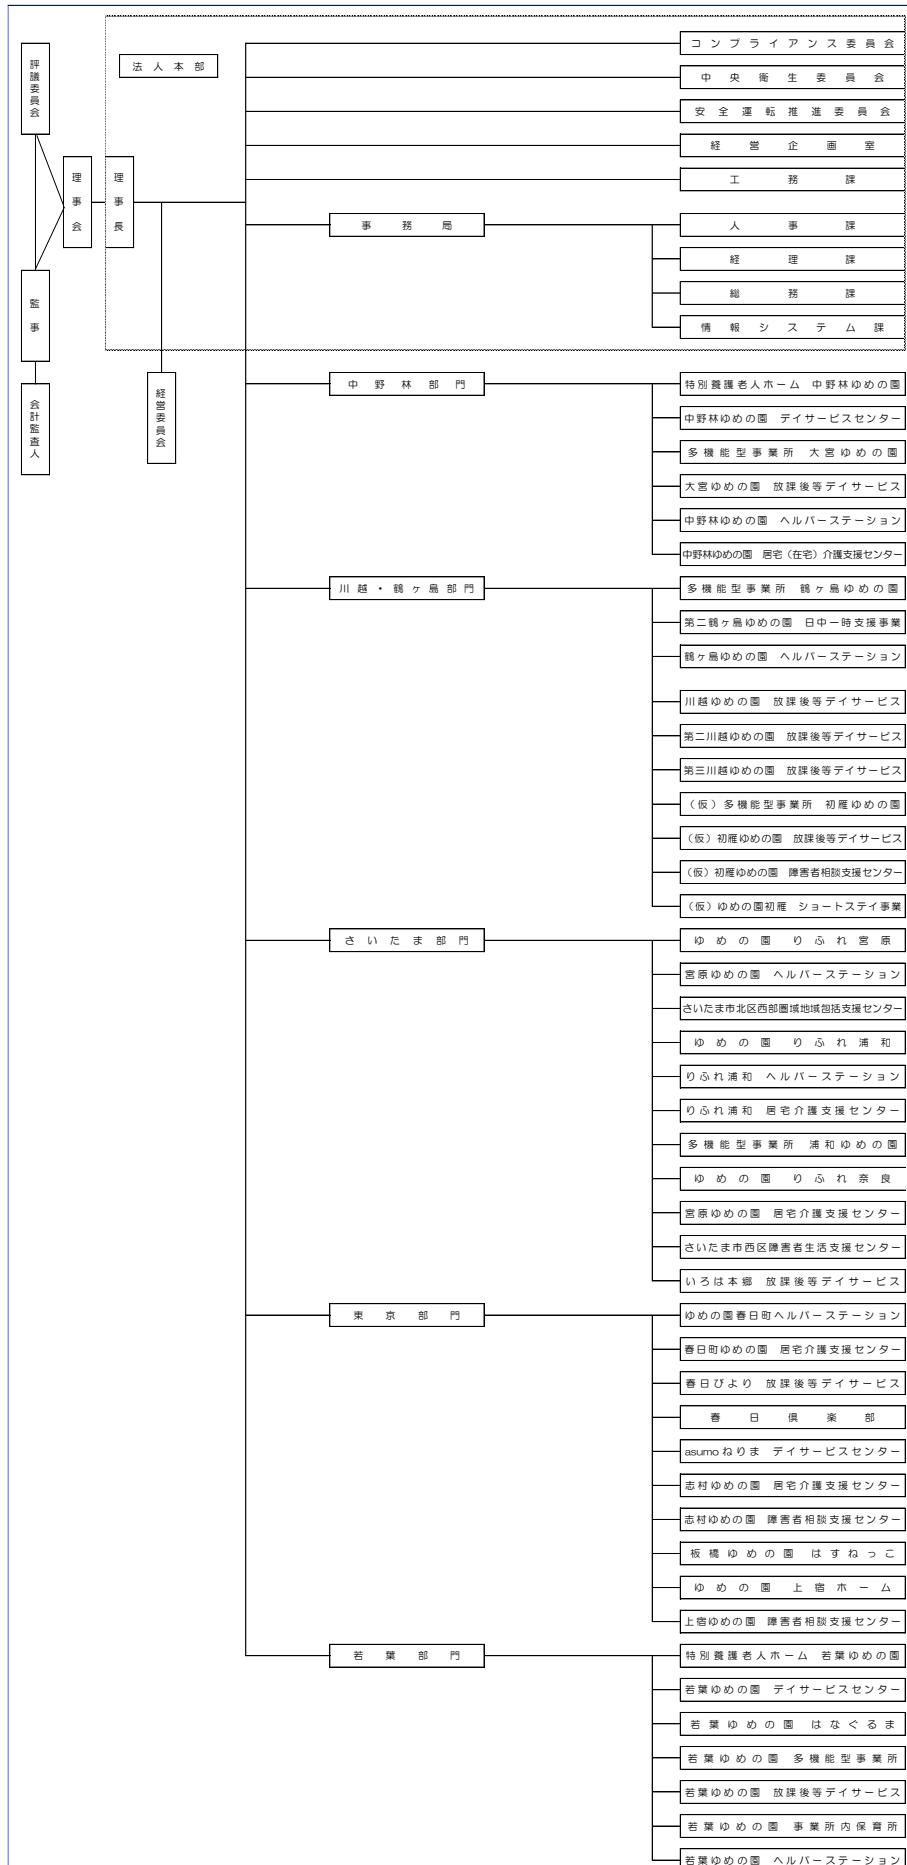 評議委員会
理事会
監事
会計監査人
法人本部
理事長
経営委員会
コンプライアンス委員会
中央衛生委員会
安全運転推進委員会
経営企画室
工務課
事務局
人事課
経理課
総務課
情報システム課
中野林部門
特別養護老人ホーム 中野林ゆめの園
中野林ゆめの園 デイサービスセンター
多機能型事業所 大宮ゆめの園
大宮ゆめの園 放課後等デイサービス
中野林ゆめの園 ヘルパーステーション
中野林ゆめの園 居宅（在宅）介護支援センター
川越・鶴ヶ島部門
多機能型事業所 鶴ヶ島ゆめの園
第二鶴ヶ島ゆめの園 日中一時支援事業
鶴ヶ島ゆめの園 ヘルパーステーション
川越ゆめの園 放課後等デイサービス
第二川越ゆめの園 放課後等デイサービス
第三川越ゆめの園 放課後等デイサービス
（仮）多機能型事業所 初雁ゆめの園
（仮）初雁ゆめの園 放課後等デイサービス
（仮）初雁ゆめの園 障害者相談支援センター
（仮）ゆめの園初雁 ショートステイ事業
さいたま部門
ゆめの園 りふれ宮原
宮原ゆめの園 ヘルパーステーション
さいたま市北区西部圏域地域包括支援センター
ゆめの園 りふれ浦和
りふれ浦和 ヘルパーステーション
りふれ浦和 居宅介護支援センター
多機能型事業所 浦和ゆめの園
ゆめの園 りふれ奈良
宮原ゆめの園 居宅介護支援センター
さいたま市西区障害者生活支援センター
いろは本郷 放課後等デイサービス
東京部門
ゆめの園春日町ヘルパーステーション
春日町ゆめの園 居宅介護支援センター
春日びより 放課後等デイサービス
春日倶楽部
asumoねりま デイサービスセンター
志村ゆめの園 居宅介護支援センター
志村ゆめの園 障害者相談支援センター
板橋ゆめの園 はすねっこ
ゆめの園 上宿ホーム
上宿ゆめの園 障害者相談支援センター
若葉部門
特別養護老人ホーム 若葉ゆめの園
若葉ゆめの園 デイサービスセンター
若葉ゆめの園 はなぐるま
若葉ゆめの園 多機能型事業所
若葉ゆめの園 放課後等デイサービス
若葉ゆめの園 事業所内保育所
若葉ゆめの園 ヘルパーステーション